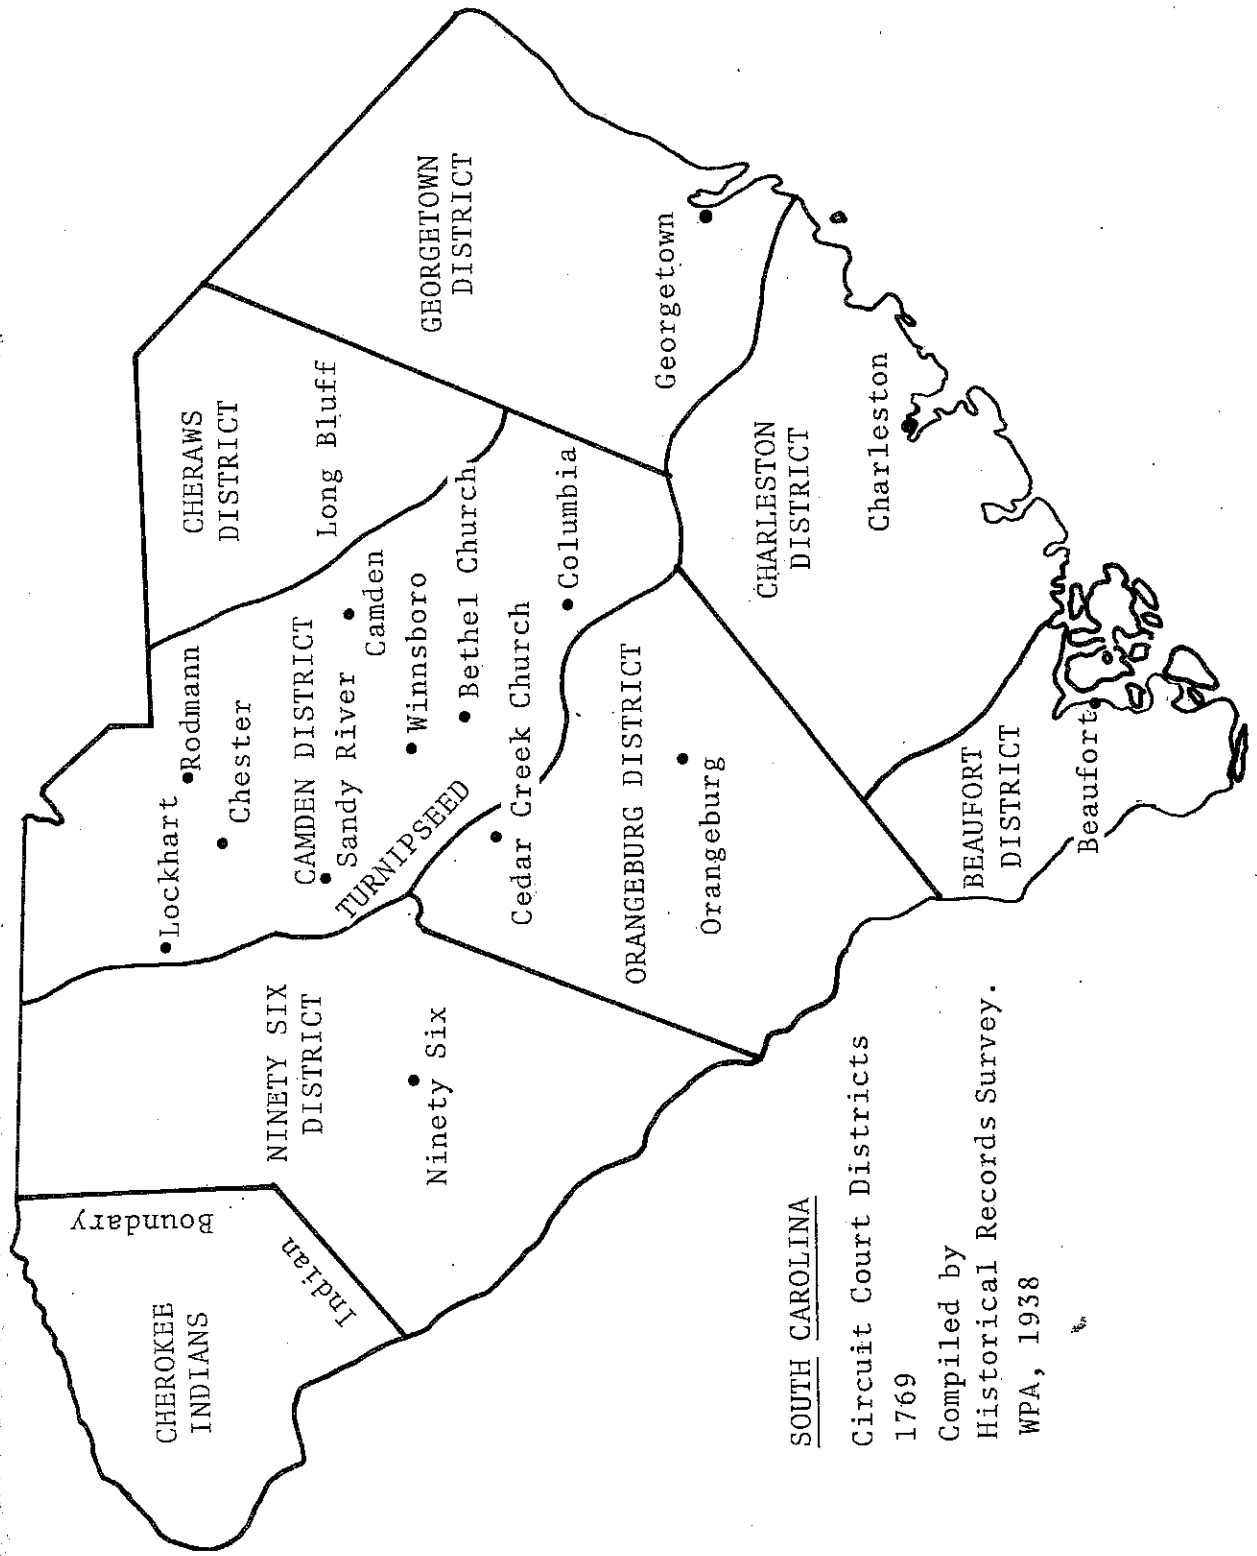 CHEROKEE
INDIANS
Boundary
Indian
NINETY SIX
DISTRICT
Ninety Six
Lockhart
Rodmann
Chester
CAMDEN DISTRICT
Sandy River
Camden
TURNIPSEED
Winnsboro
Bethel Church
Cedar Creek Church
Columbia
CHERAWS
DISTRICT
Long Bluff
GEORGETOWN
DISTRICT
Georgetown
ORANGEBURG DISTRICT
Orangeburg
CHARLESTON
DISTRICT
Charleston
BEAUFORT
DISTRICT
Beaufort
SOUTH CAROLINA
Circuit Court Districts
1769
Compiled by
Historical Records Survey.
WPA, 1938